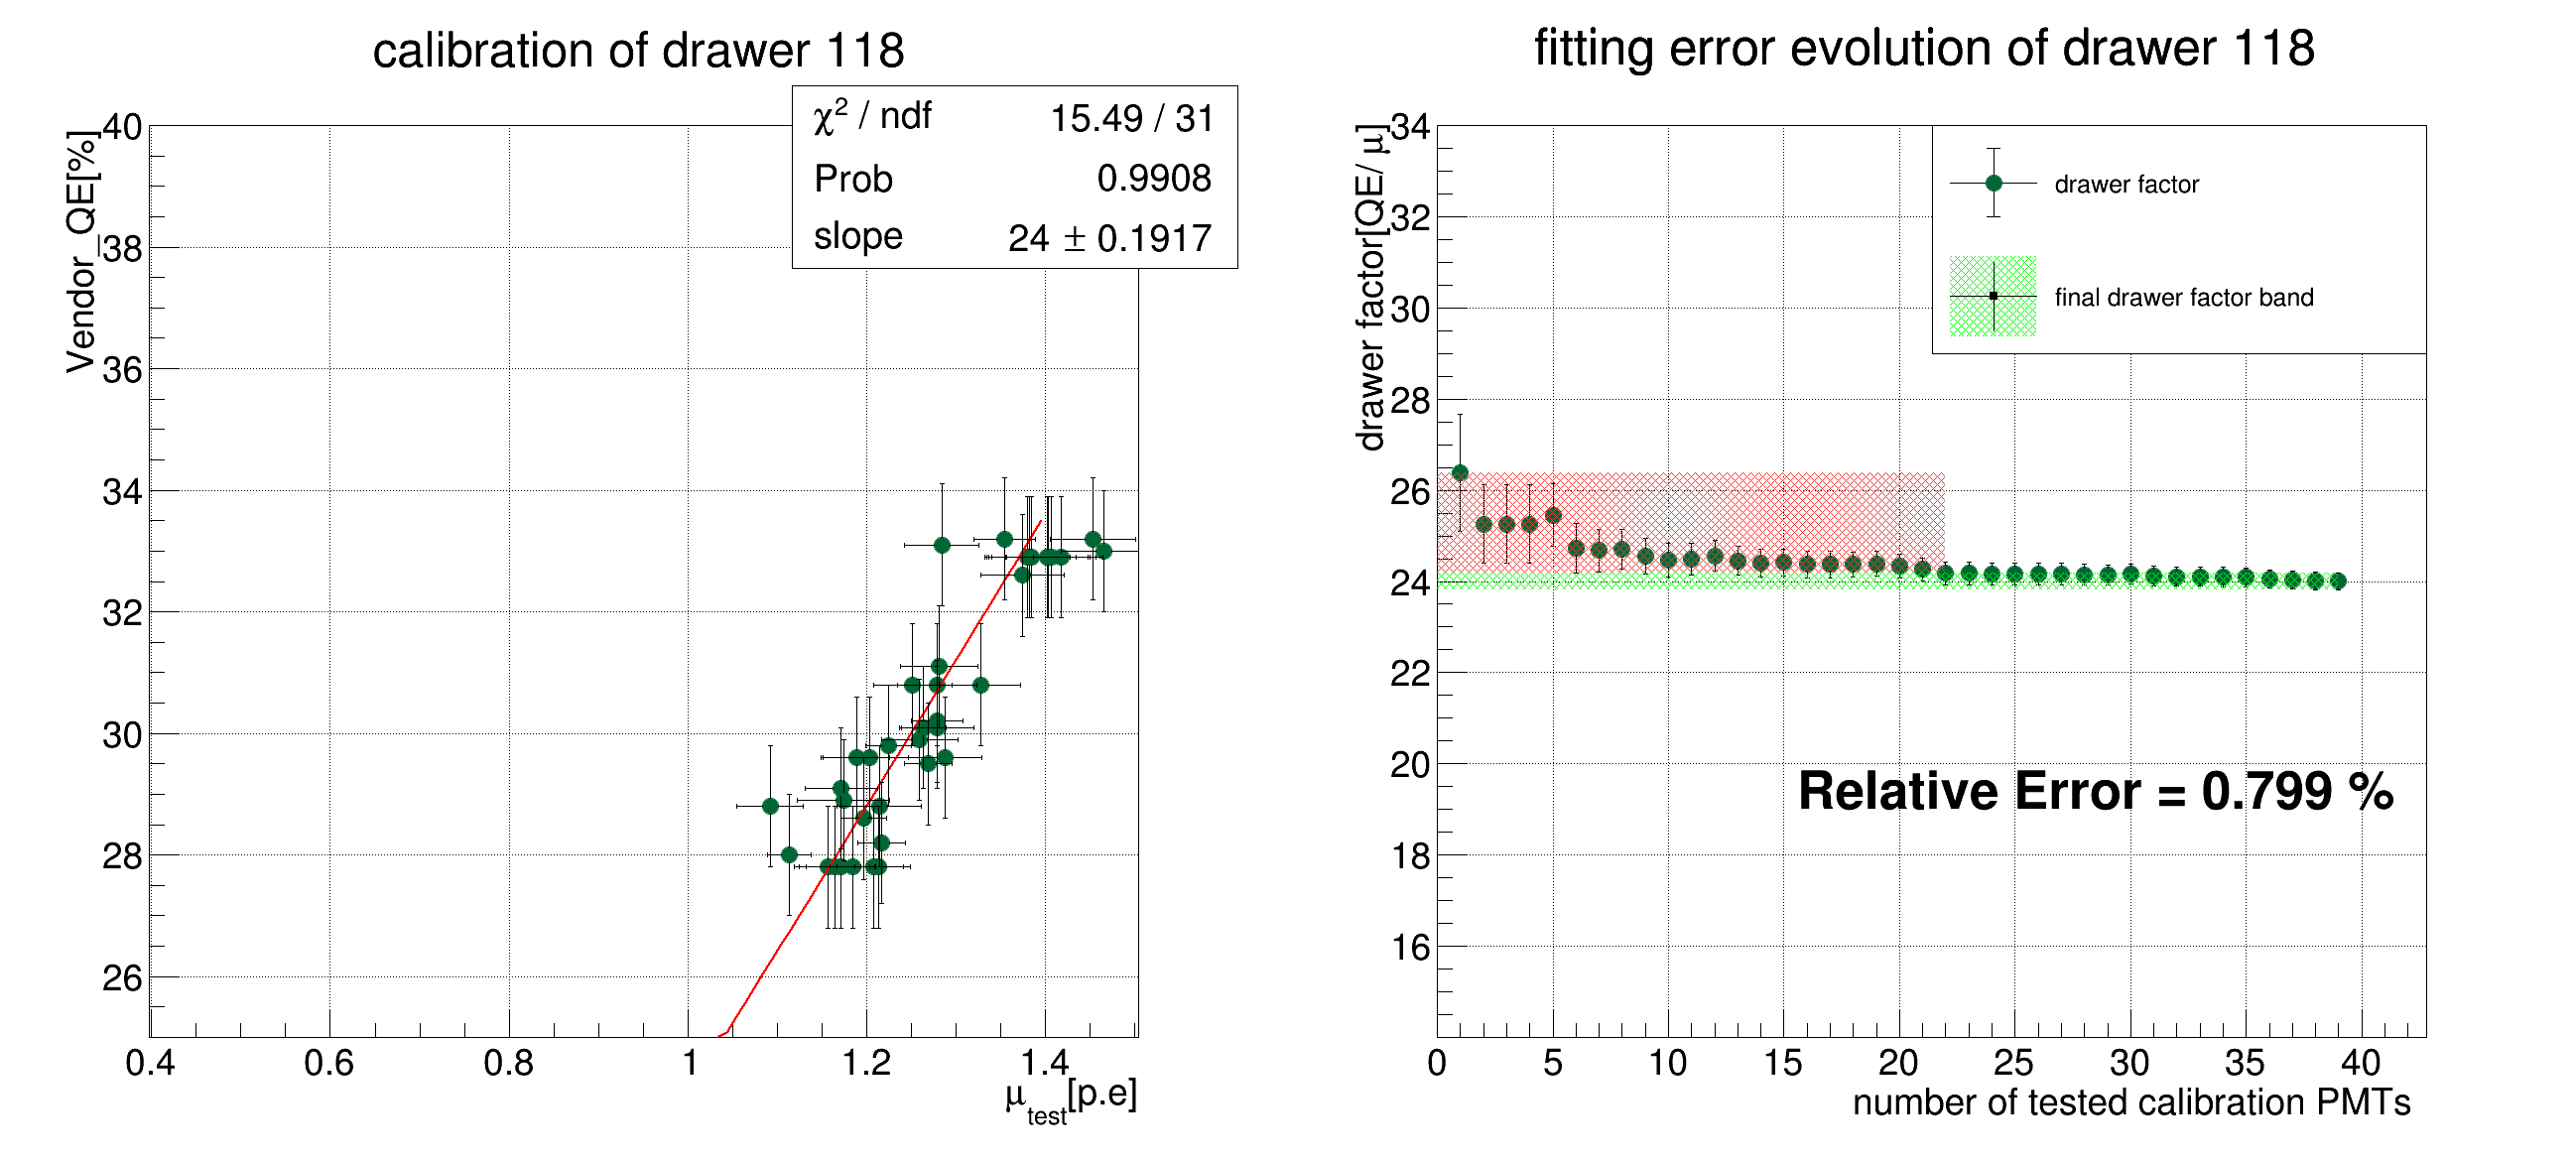 calibration of drawer 118
χ² / ndf 15.49 / 31
Prob 0.9908
slope 24 ± 0.1917
Vendor_QE[%]
40
38
36
34
32
30
28
26
0.4 0.6 0.8 1 1.2 1.4
μtest[p.e]
fitting error evolution of drawer 118
drawer factor[QE/ μ]
34
32
30
28
26
24
22
20
18
16
drawer factor
final drawer factor band
Relative Error = 0.799 %
0 5 10 15 20 25 30 35 40
number of tested calibration PMTs